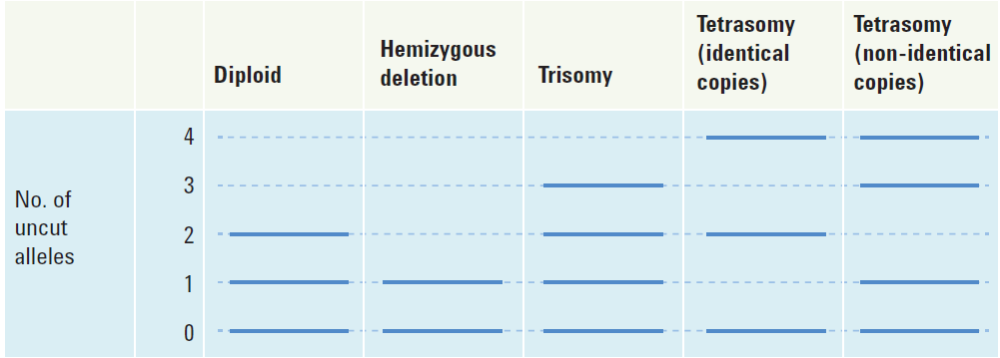 Diploid
Hemizygous
deletion
Trisomy
Tetrasomy
(identical
copies)
Tetrasomy
(non-identical
copies)
No. of
uncut
alleles
4
3
2
1
0